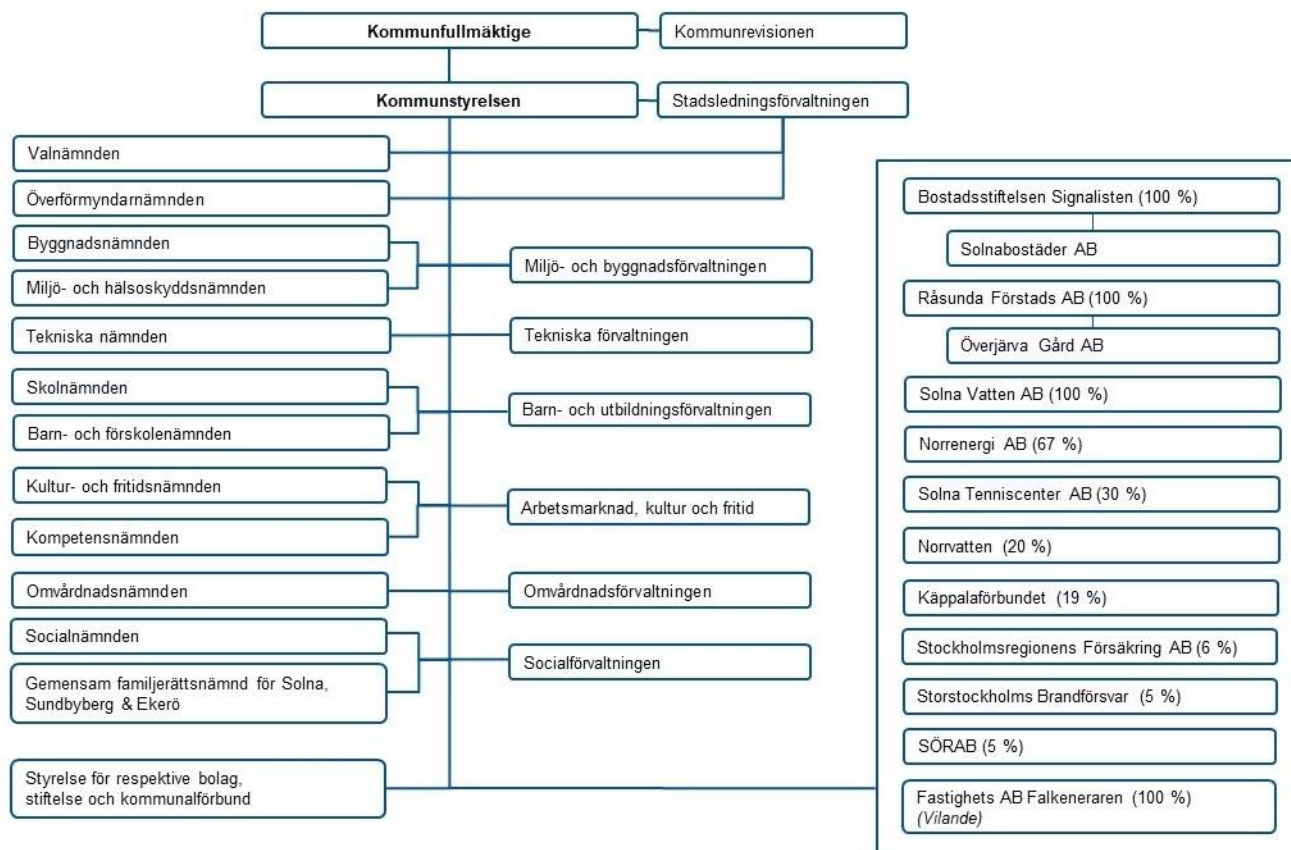 Kommunfullmäktige
Kommunrevisionen
Kommunstyrelsen
Stadsledningsförvaltningen
Valnämnden
Överförmyndarnämnden
Byggnadsnämnden
Miljö- och hälsoskyddsnämnden
Miljö- och byggnadsförvaltningen
Tekniska nämnden
Tekniska förvaltningen
Skolnämnden
Barn- och förskolenämnden
Barn- och utbildningsförvaltningen
Kultur- och fritidsnämnden
Kompetensnämnden
Arbetsmarknad, kultur och fritid
Omvårdnadsnämnden
Omvårdnadsförvaltningen
Socialnämnden
Gemensam familjerättsnämnd för Solna,
Sundbyberg & Ekerö
Socialförvaltningen
Styrelse för respektive bolag,
stiftelse och kommunalförbund
Bostadsstiftelsen Signalisten (100 %)
Solnabostäder AB
Råsunda Förstads AB (100 %)
Överjärva Gård AB
Solna Vatten AB (100 %)
Norrenergi AB (67 %)
Solna Tenniscenter AB (30 %)
Norrvatten (20 %)
Käppalaförbundet (19 %)
Stockholmsregionens Försäkring AB (6 %)
Storstockholms Brandförsvar (5 %)
SÖRAB (5 %)
Fastighets AB Falkeneraren (100 %)
(Vilande)